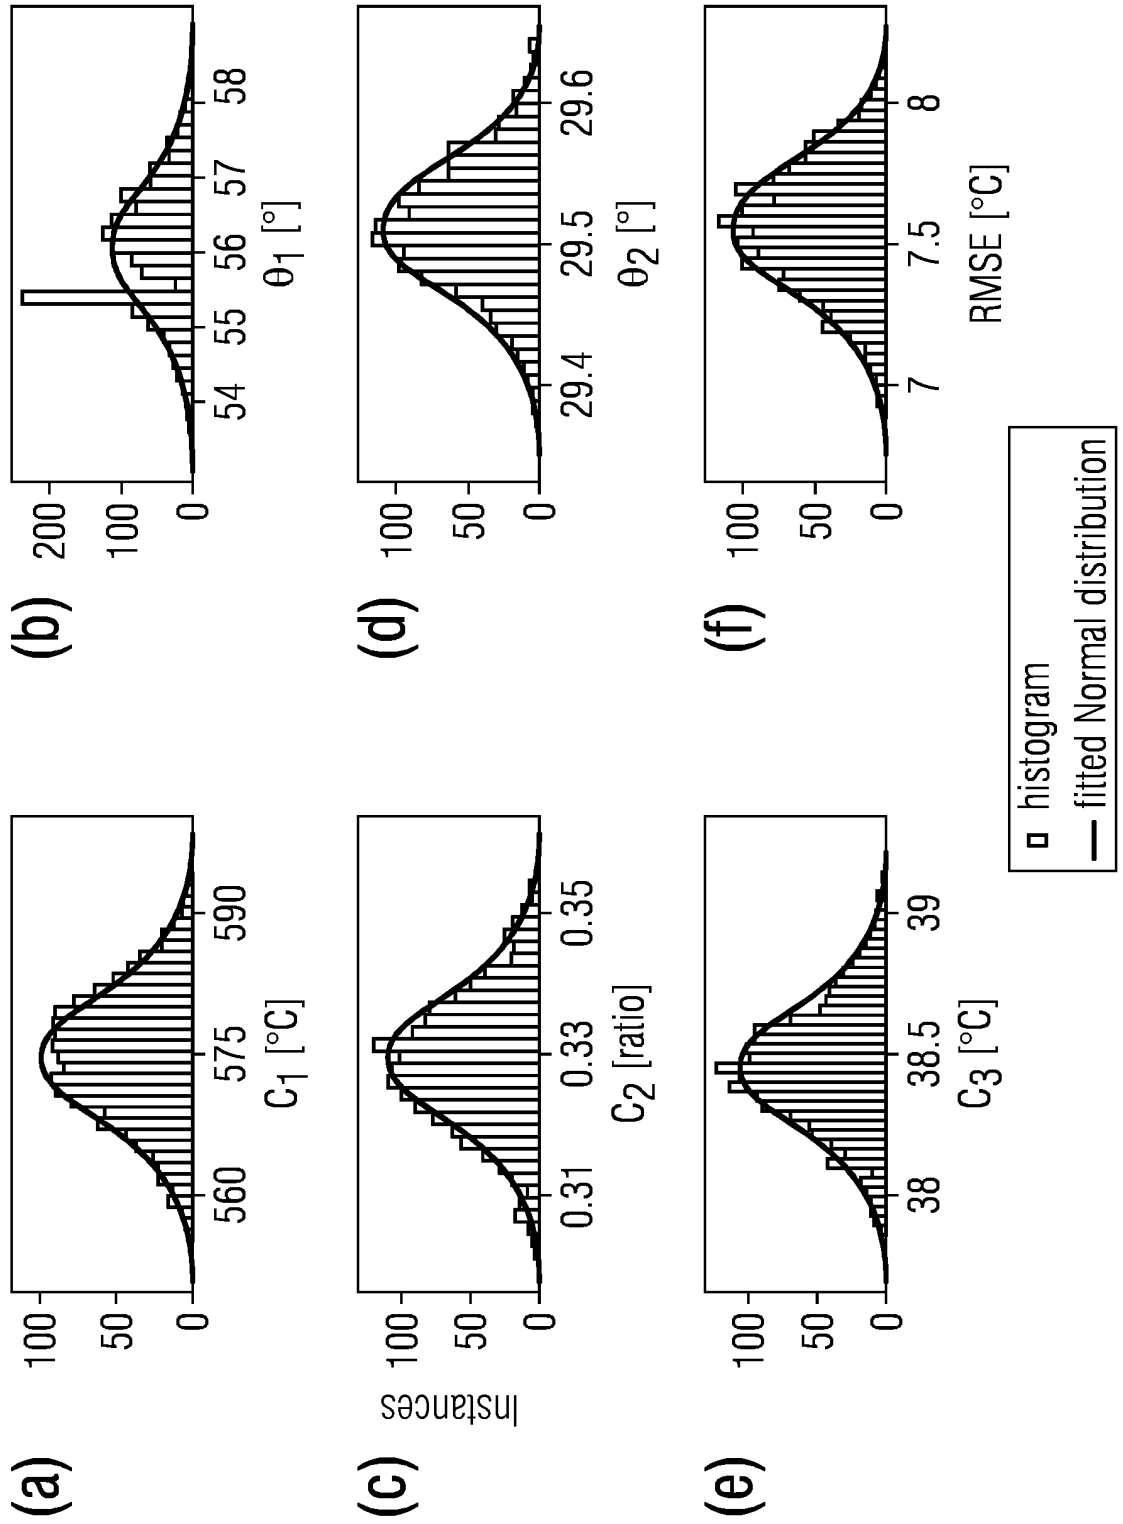 (a)
100
50
0
560
575
590
C1 [°C]
(b)
200
100
0
54
55
56
57
58
θ1 [°]
(c)
Instances
100
50
0
0.31
0.33
0.35
C2 [ratio]
(d)
100
50
0
29.4
29.5
29.6
θ2 [°]
(e)
100
50
0
38
38.5
39
C3 [°C]
(f)
100
50
0
7
7.5
8
RMSE [°C]
histogram
fitted Normal distribution